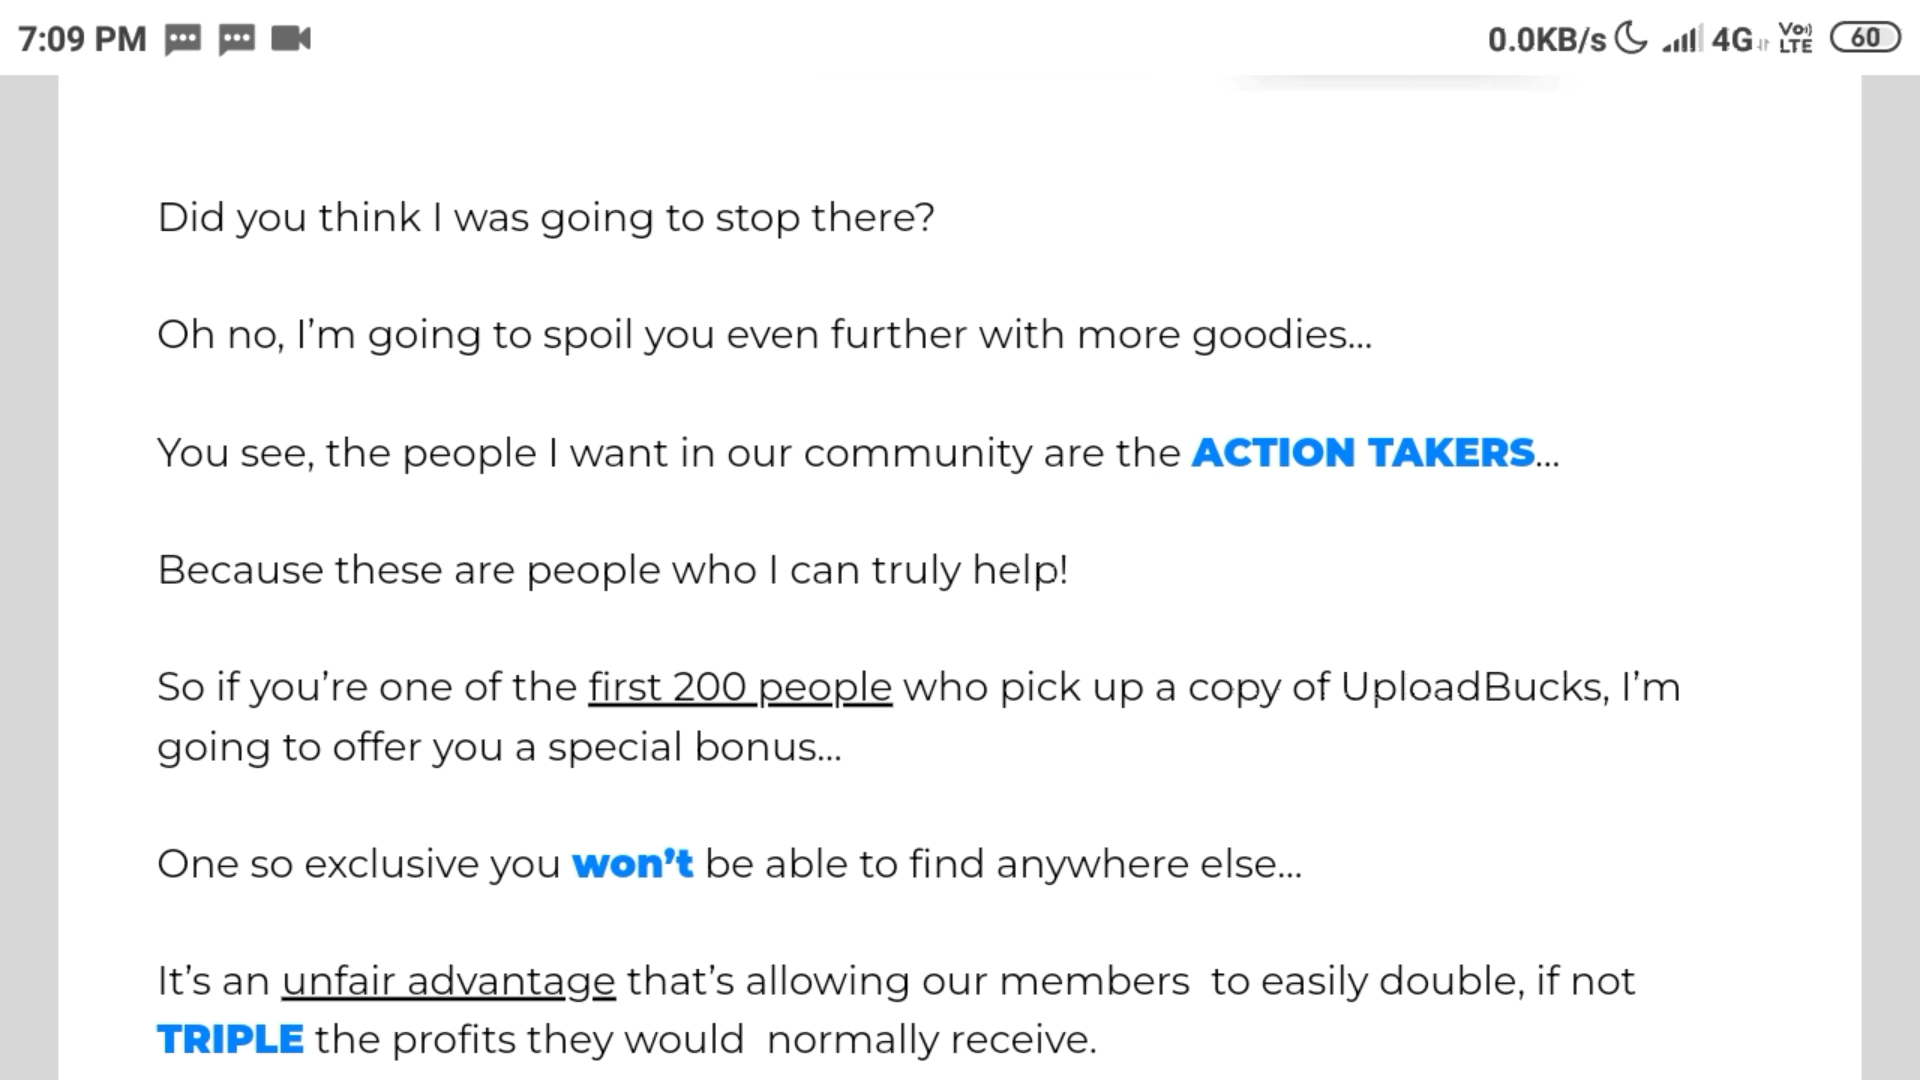 7:09 PM 0.0KB/s 4G Vo) LTE 60
Did you think I was going to stop there?
Oh no, I’m going to spoil you even further with more goodies...
You see, the people I want in our community are the ACTION TAKERS...
Because these are people who I can truly help!
So if you’re one of the first 200 people who pick up a copy of UploadBucks, I’m
going to offer you a special bonus...
One so exclusive you won’t be able to find anywhere else...
It’s an unfair advantage that’s allowing our members to easily double, if not
TRIPLE the profits they would normally receive.